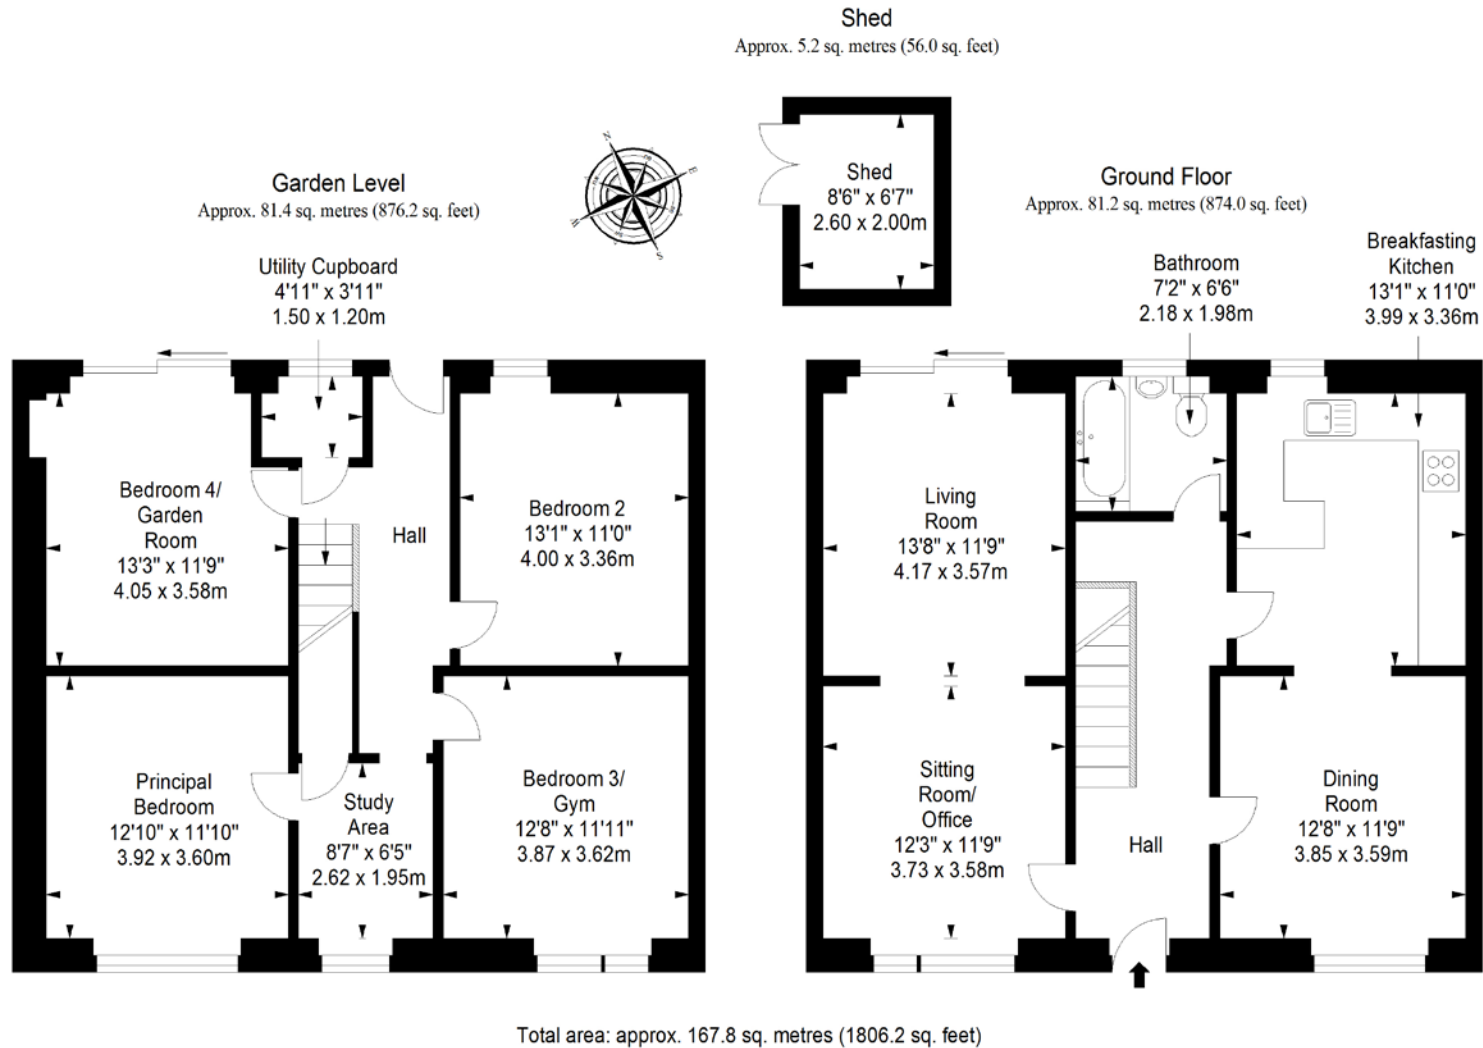 Shed
Approx. 5.2 sq. metres (56.0 sq. feet)
Shed
8'6" x 6'7"
2.60 x 2.00m
N
E
S
W
Garden Level
Approx. 81.4 sq. metres (876.2 sq. feet)
Utility Cupboard
4'11" x 3'11"
1.50 x 1.20m
Bedroom 4/
Garden
Room
13'3" x 11'9"
4.05 x 3.58m
Hall
Bedroom 2
13'1" x 11'0"
4.00 x 3.36m
Principal
Bedroom
12'10" x 11'10"
3.92 x 3.60m
Study
Area
8'7" x 6'5"
2.62 x 1.95m
Bedroom 3/
Gym
12'8" x 11'11"
3.87 x 3.62m
Ground Floor
Approx. 81.2 sq. metres (874.0 sq. feet)
Bathroom
7'2" x 6'6"
2.18 x 1.98m
Breakfasting
Kitchen
13'1" x 11'0"
3.99 x 3.36m
Living
Room
13'8" x 11'9"
4.17 x 3.57m
Sitting
Room/
Office
12'3" x 11'9"
3.73 x 3.58m
Hall
Dining
Room
12'8" x 11'9"
3.85 x 3.59m
Total area: approx. 167.8 sq. metres (1806.2 sq. feet)